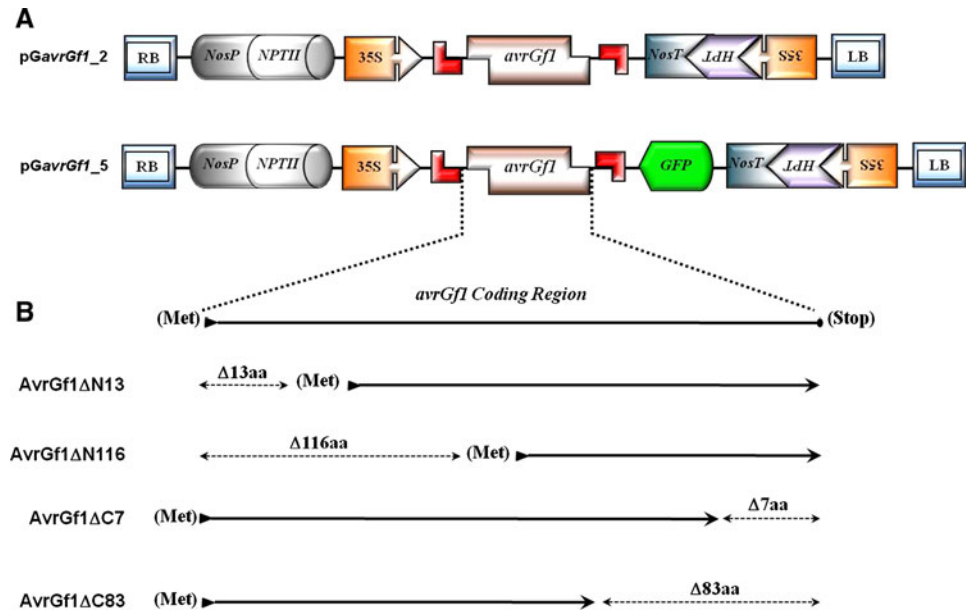 A
pGavrGf1_2 RB NosP NPTII 35S avrGf1 NosT HPT 35S LB
pGavrGf1_5 RB NosP NPTII 35S avrGf1 GFP NosT HPT 35S LB
avrGf1 Coding Region
B
(Met) (Stop)
AvrGf1ΔN13 Δ13aa (Met)
AvrGf1ΔN116 Δ116aa (Met)
AvrGf1ΔC7 (Met) Δ7aa
AvrGf1ΔC83 (Met) Δ83aa